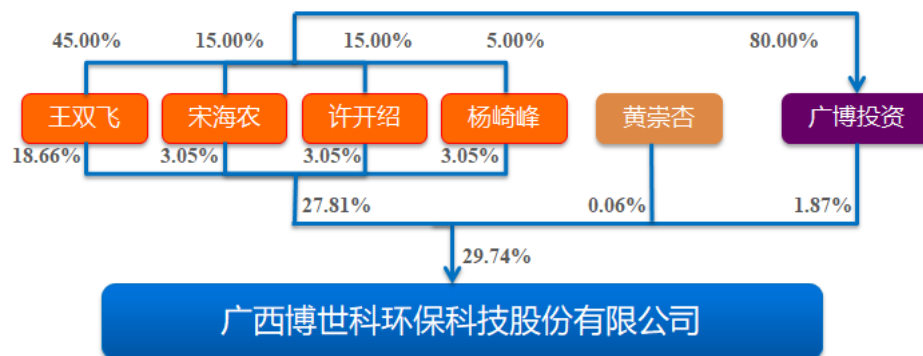 45.00% 15.00% 15.00% 5.00% 80.00%
王双飞 宋海农 许开绍 杨崎峰 黄崇杏 广博投资
18.66% 3.05% 3.05% 3.05%
27.81% 0.06% 1.87%
29.74%
广西博世科环保科技股份有限公司